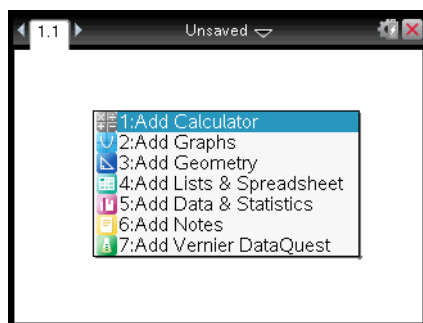 1.1 Unsaved
1:Add Calculator
2:Add Graphs
3:Add Geometry
4:Add Lists & Spreadsheet
5:Add Data & Statistics
6:Add Notes
7:Add Vernier DataQuest